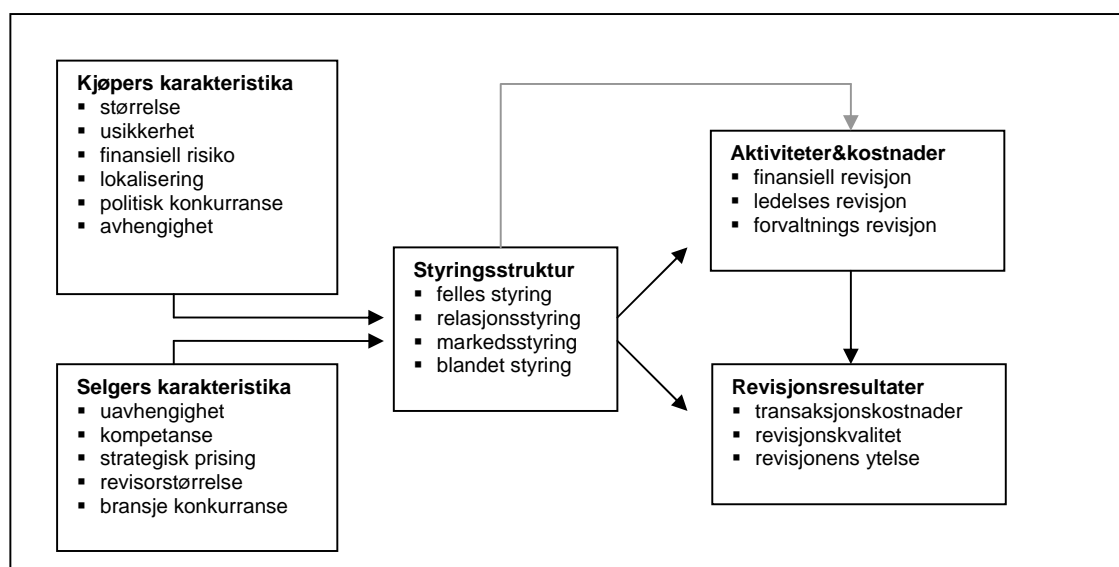 Kjøpers karakteristika
▪ størrelse
▪ usikkerhet
▪ finansiell risiko
▪ lokalisering
▪ politisk konkurranse
▪ avhengighet
Selgers karakteristika
▪ uavhengighet
▪ kompetanse
▪ strategisk prising
▪ revisorstørrelse
▪ bransje konkurranse
Styringsstruktur
▪ felles styring
▪ relasjonsstyring
▪ markedsstyring
▪ blandet styring
Aktiviteter&kostnader
▪ finansiell revisjon
▪ ledelses revisjon
▪ forvaltnings revisjon
Revisjonsresultater
▪ transaksjonskostnader
▪ revisjonskvalitet
▪ revisjonens ytelse